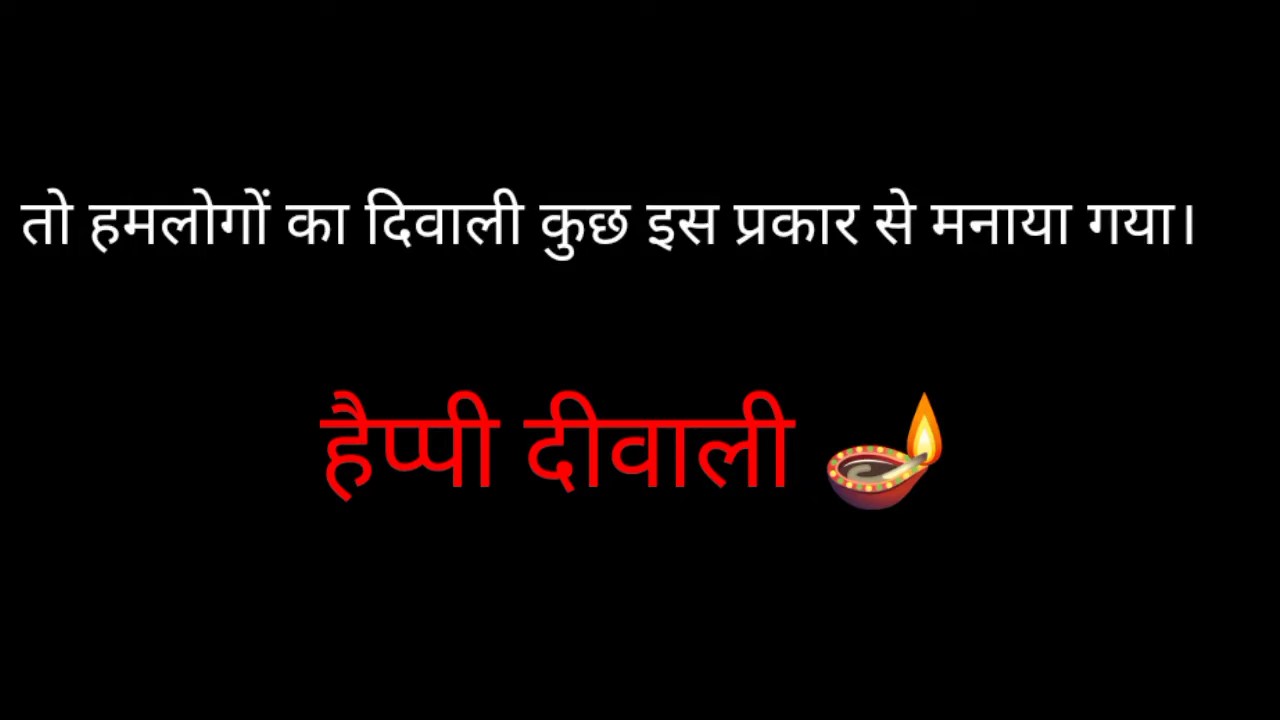 तो हमलोगों का दिवाली कुछ इस प्रकार से मनाया गया।
हैप्पी दीवाली 🪔